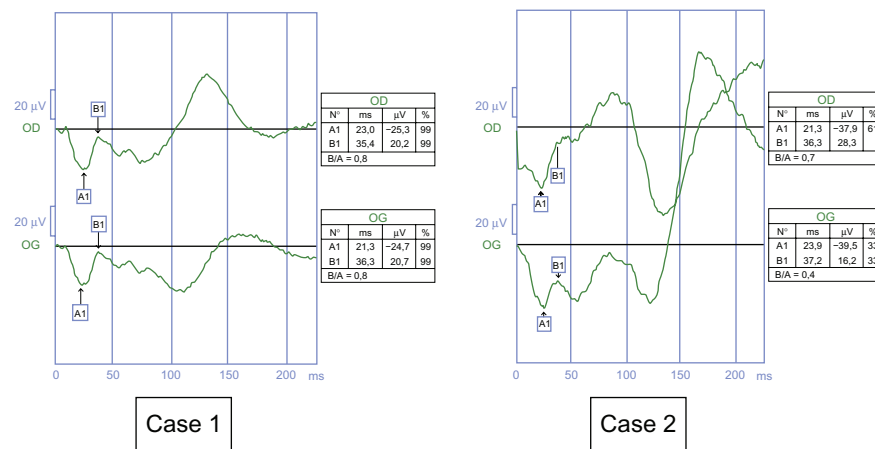 20 µV
OD
B1
A1
20 µV
OG
B1
A1
0 50 100 150 200 ms
OD
N° ms µV %
A1 23,0 −25,3 99
B1 35,4 20,2 99
B/A = 0,8
OG
N° ms µV %
A1 21,3 −24,7 99
B1 36,3 20,7 99
B/A = 0,8
Case 1
20 µV
OD
B1
A1
20 µV
OG
B1
A1
0 50 100 150 200 ms
OD
N° ms µV %
A1 21,3 −37,9 61
B1 36,3 28,3
B/A = 0,7
OG
N° ms µV %
A1 23,9 −39,5 33
B1 37,2 16,2 33
B/A = 0,4
Case 2